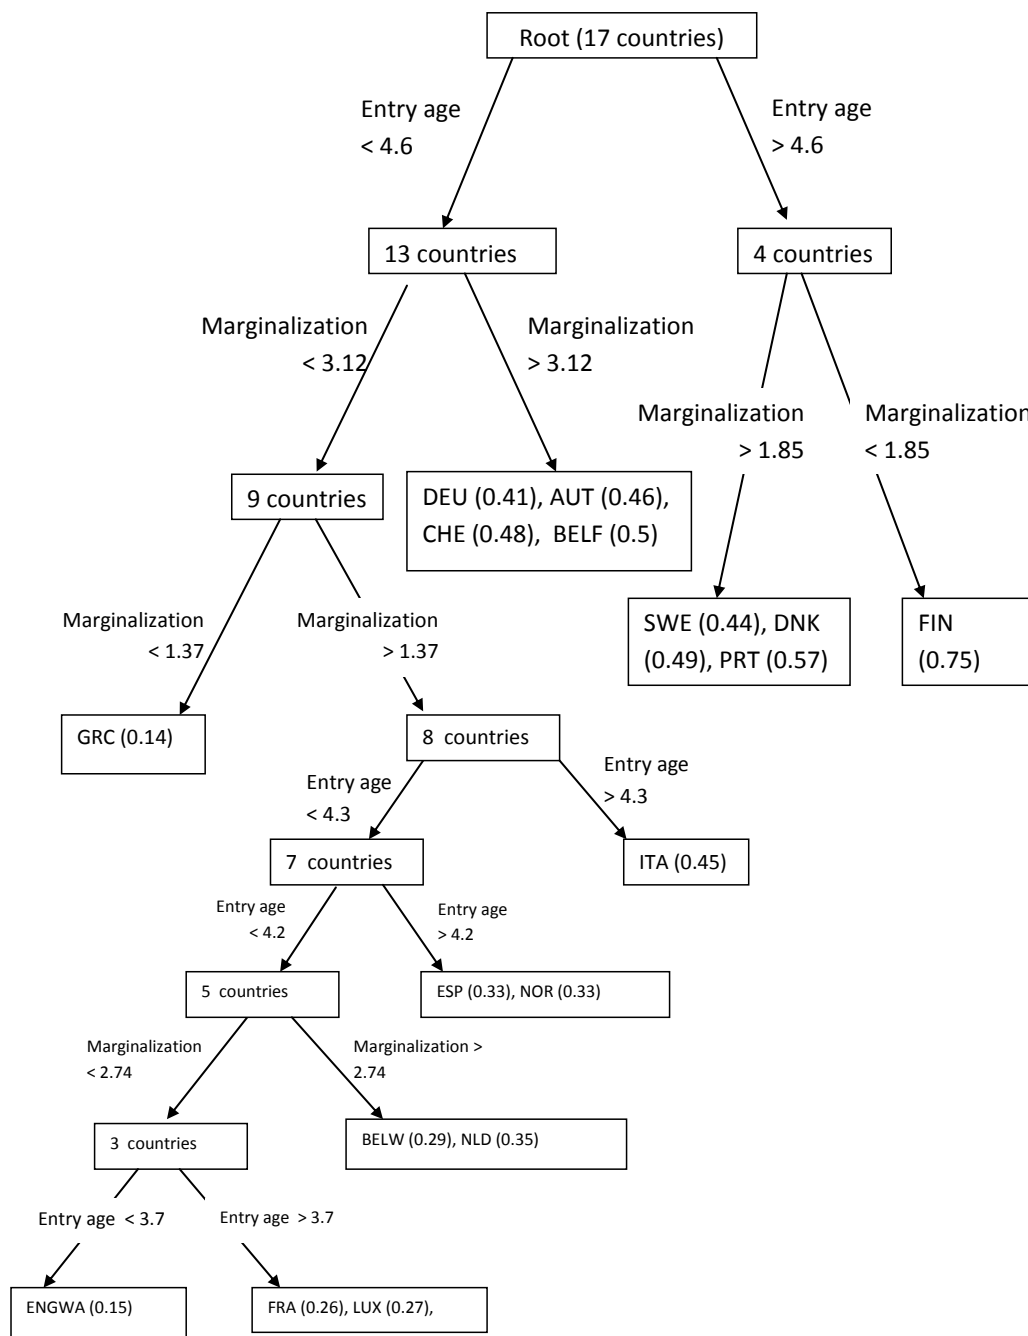 Root (17 countries)
Entry age
< 4.6
Entry age
> 4.6
13 countries
4 countries
Marginalization
< 3.12
Marginalization
> 3.12
Marginalization
> 1.85
Marginalization
< 1.85
9 countries
DEU (0.41), AUT (0.46),
CHE (0.48), BELF (0.5)
Marginalization
< 1.37
Marginalization
> 1.37
SWE (0.44), DNK
(0.49), PRT (0.57)
FIN
(0.75)
GRC (0.14)
8 countries
Entry age
< 4.3
Entry age
> 4.3
7 countries
ITA (0.45)
Entry age
< 4.2
Entry age
> 4.2
5 countries
ESP (0.33), NOR (0.33)
Marginalization
< 2.74
Marginalization >
2.74
3 countries
BELW (0.29), NLD (0.35)
Entry age < 3.7
Entry age > 3.7
ENGWA (0.15)
FRA (0.26), LUX (0.27),